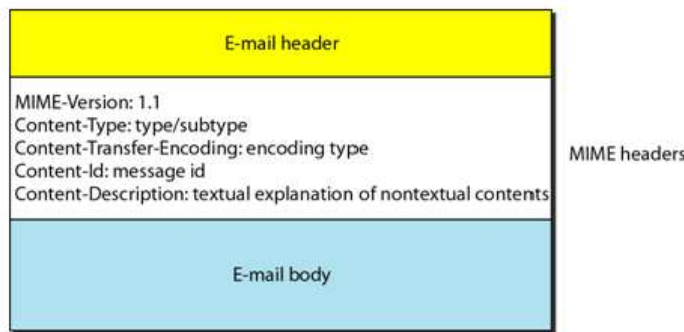 E-mail header
MIME-Version: 1.1
Content-Type: type/subtype
Content-Transfer-Encoding: encoding type
Content-Id: message id
Content-Description: textual explanation of nontextual contents
MIME headers
E-mail body